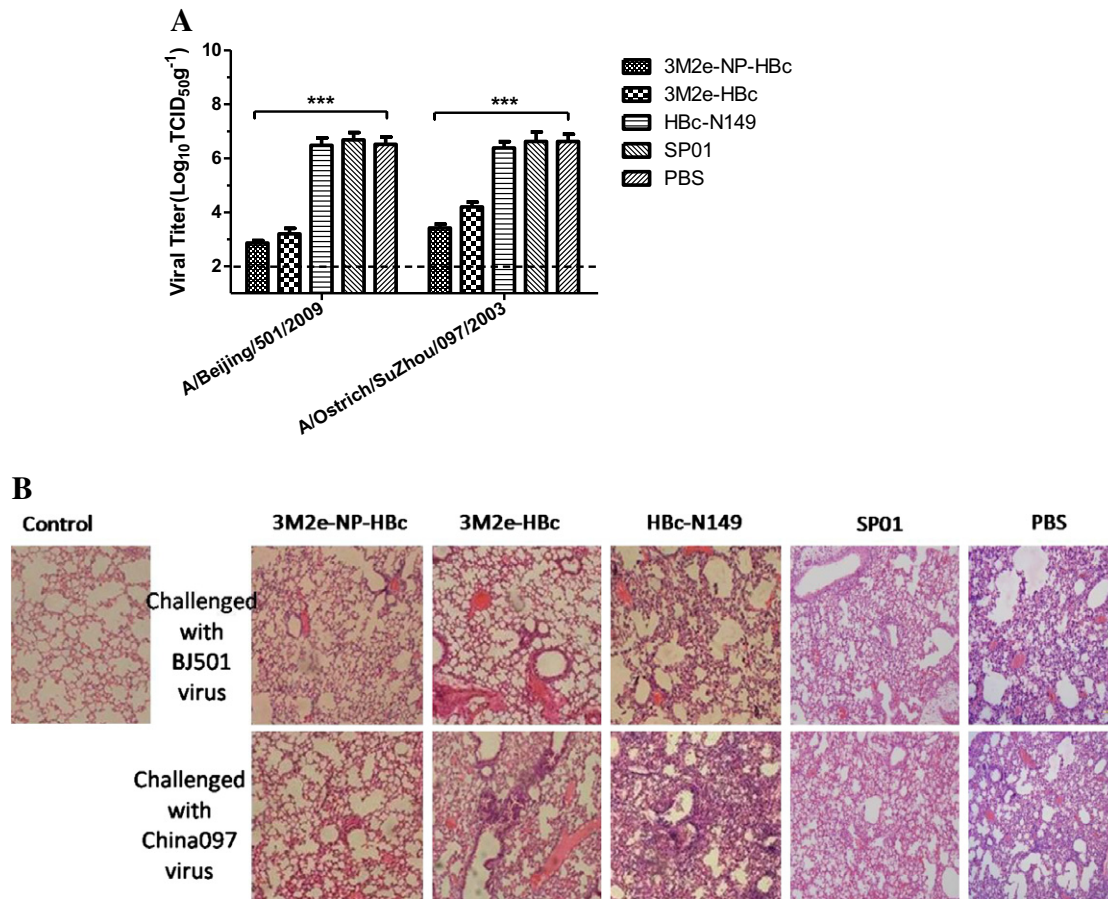 A
Viral Titer(Log10TCID50g-1)
10
8
6
4
2
***
***
A/Beijing/501/2009
A/Ostrich/SuZhou/097/2003
3M2e-NP-HBc
3M2e-HBc
HBc-N149
SP01
PBS
B
Control
3M2e-NP-HBc
3M2e-HBc
HBc-N149
SP01
PBS
Challenged
with
BJ501
virus
Challenged
with
China097
virus